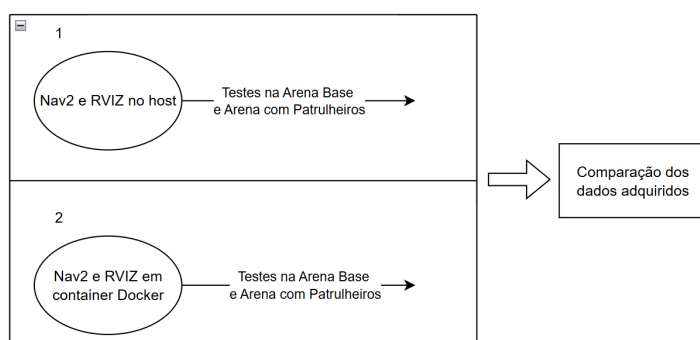 1
Nav2 e RVIZ no host
Testes na Arena Base
e Arena com Patrulheiros
2
Nav2 e RVIZ em
container Docker
Testes na Arena Base
e Arena com Patrulheiros
Comparação dos
dados adquiridos